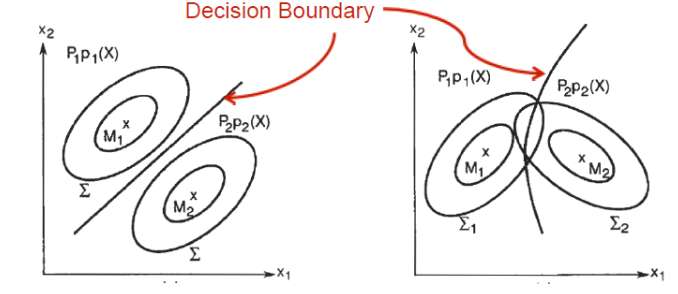 Decision Boundary
x₂
P₁p₁(X)
M₁
x
Σ
P₂p₂(X)
M₂
x
Σ
x₁
x₂
P₁p₁(X)
P₂p₂(X)
M₁
x
x
M₂
Σ₁
Σ₂
x₁